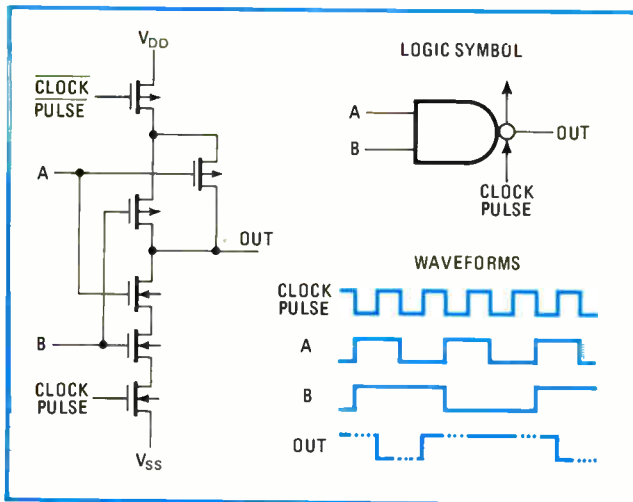 VDD
CLOCK
PULSE
A
OUT
B
CLOCK
PULSE
VSS
LOGIC SYMBOL
A
B
OUT
CLOCK
PULSE
WAVEFORMS
CLOCK
PULSE
A
B
OUT